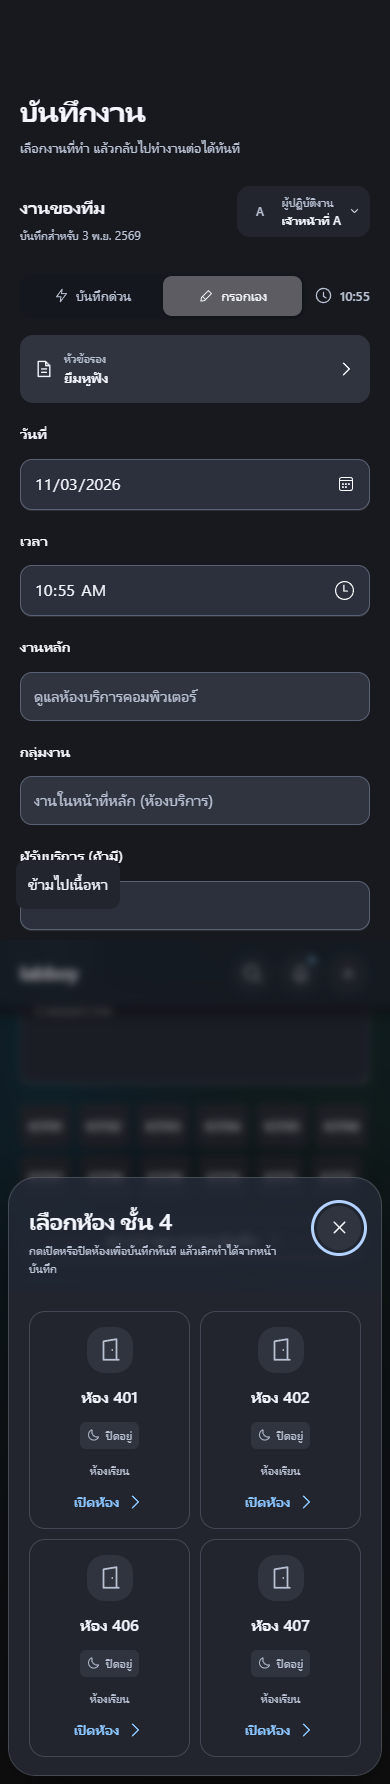 บันทึกงาน
เลือกงานที่ทำ แล้วกลับไปทำงานต่อได้ทันที
งานของทีม
บันทึกสำหรับ 3 พ.ย. 2569
A
ผู้ปฏิบัติงาน
เจ้าหน้าที่ A
บันทึกด่วน
กรอกเอง
10:55
หัวข้อรอง
ยืมหูฟัง
วันที่
11/03/2026
เวลา
10:55 AM
งานหลัก
ดูแลห้องบริการคอมพิวเตอร์
กลุ่มงาน
งานในหน้าที่หลัก (ห้องบริการ)
ผู้รับบริการ (ถ้ามี)
ข้ามไปเนื้อหา
เลือกห้อง ชั้น 4
กดเปิดหรือปิดห้องเพื่อบันทึกทันที แล้วเลิกทำได้จากหน้า
บันทึก
ห้อง 401
ปิดอยู่
ห้องเรียน
เปิดห้อง
ห้อง 402
ปิดอยู่
ห้องเรียน
เปิดห้อง
ห้อง 406
ปิดอยู่
ห้องเรียน
เปิดห้อง
ห้อง 407
ปิดอยู่
ห้องเรียน
เปิดห้อง